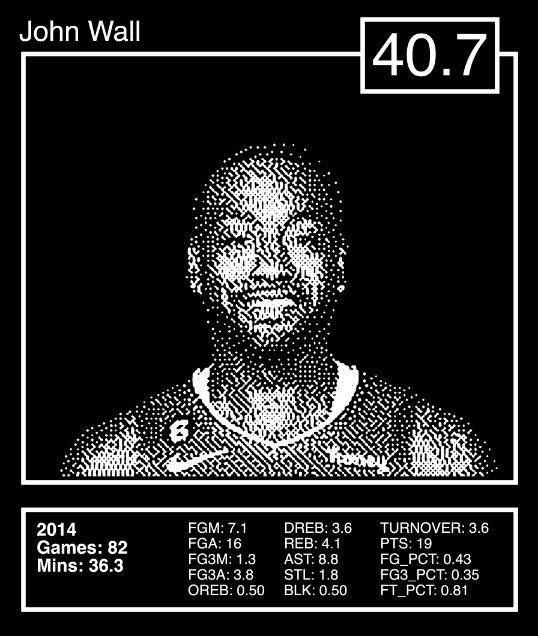 John Wall
40.7
6
honey
2014
Games: 82
Mins: 36.3
FGM: 7.1
FGA: 16
FG3M: 1.3
FG3A: 3.8
OREB: 0.50
DREB: 3.6
REB: 4.1
AST: 8.8
STL: 1.8
BLK: 0.50
TURNOVER: 3.6
PTS: 19
FG_PCT: 0.43
FG3_PCT: 0.35
FT_PCT: 0.81